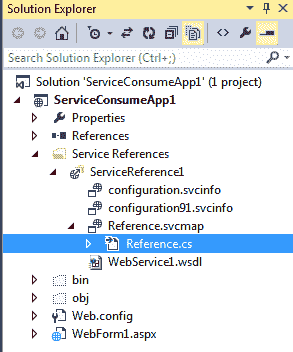 Solution Explorer
Search Solution Explorer (Ctrl+;)
Solution 'ServiceConsumeApp1' (1 project)
ServiceConsumeApp1
Properties
References
Service References
ServiceReference1
configuration.svcinfo
configuration91.svcinfo
Reference.svcmap
Reference.cs
WebService1.wsdl
bin
obj
Web.config
WebForm1.aspx